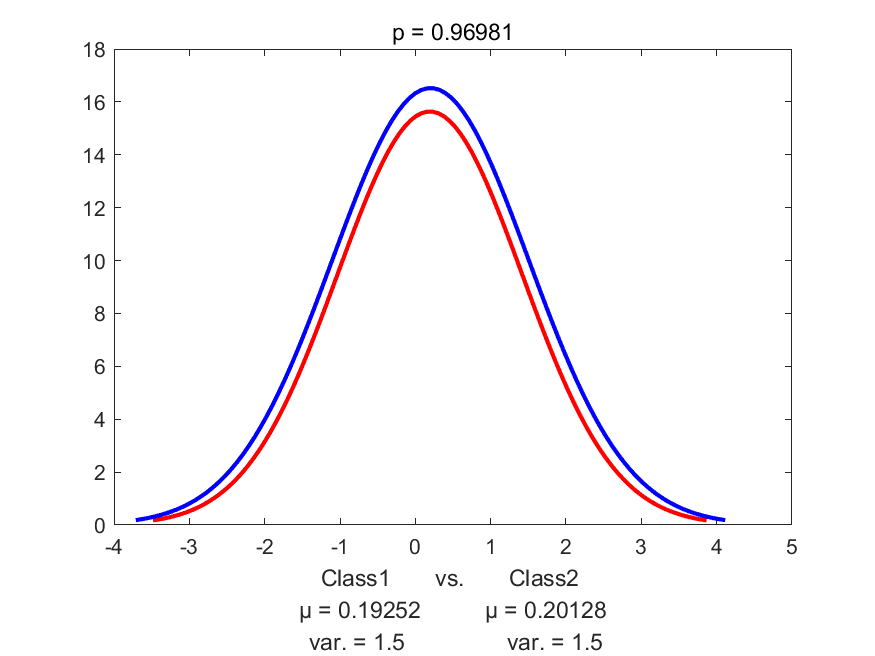 p = 0.96981
18
16
14
12
10
8
6
4
2
0
-4 -3 -2 -1 0 1 2 3 4 5
Class1 vs. Class2
μ = 0.19252 μ = 0.20128
var. = 1.5 var. = 1.5